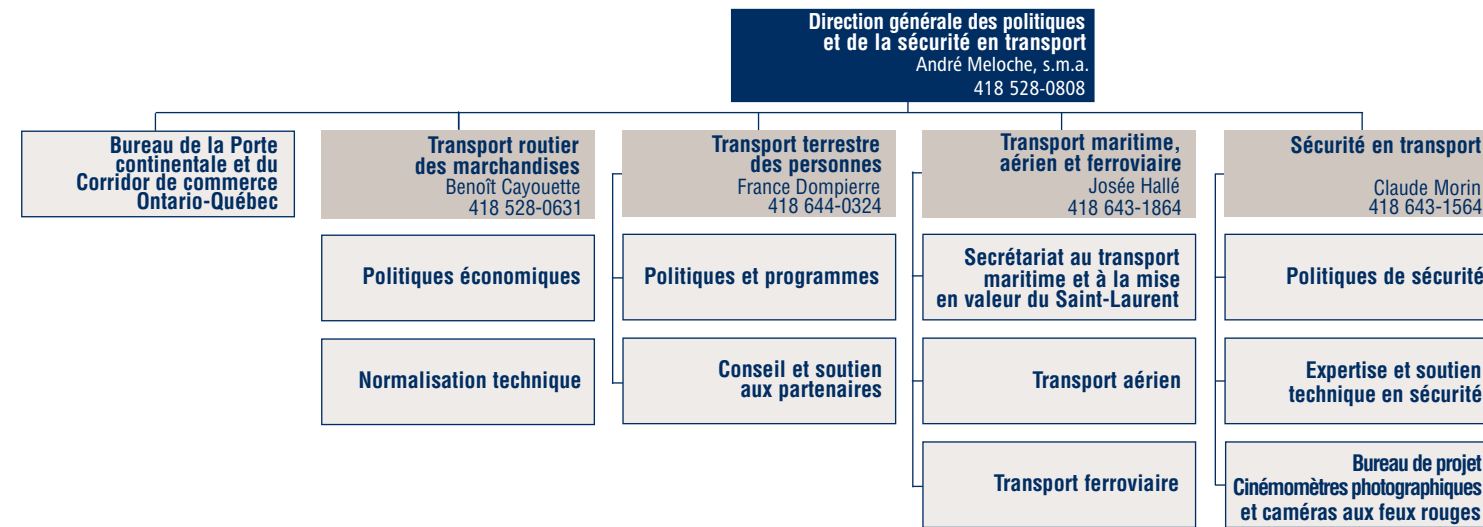 Direction générale des politiques
et de la sécurité en transport
André Meloche, s.m.a.
418 528-0808
Bureau de la Porte
continentale et du
Corridor de commerce
Ontario-Québec
Transport routier
des marchandises
Benoît Cayouette
418 528-0631
Politiques économiques
Normalisation technique
Transport terrestre
des personnes
France Dompierre
418 644-0324
Politiques et programmes
Conseil et soutien
aux partenaires
Transport maritime,
aérien et ferroviaire
Josée Hallé
418 643-1864
Secrétariat au transport
maritime et à la mise
en valeur du Saint-Laurent
Transport aérien
Transport ferroviaire
Sécurité en transport
Claude Morin
418 643-1564
Politiques de sécurité
Expertise et soutien
technique en sécurité
Bureau de projet
Cinémomètres photographiques
et caméras aux feux rouges